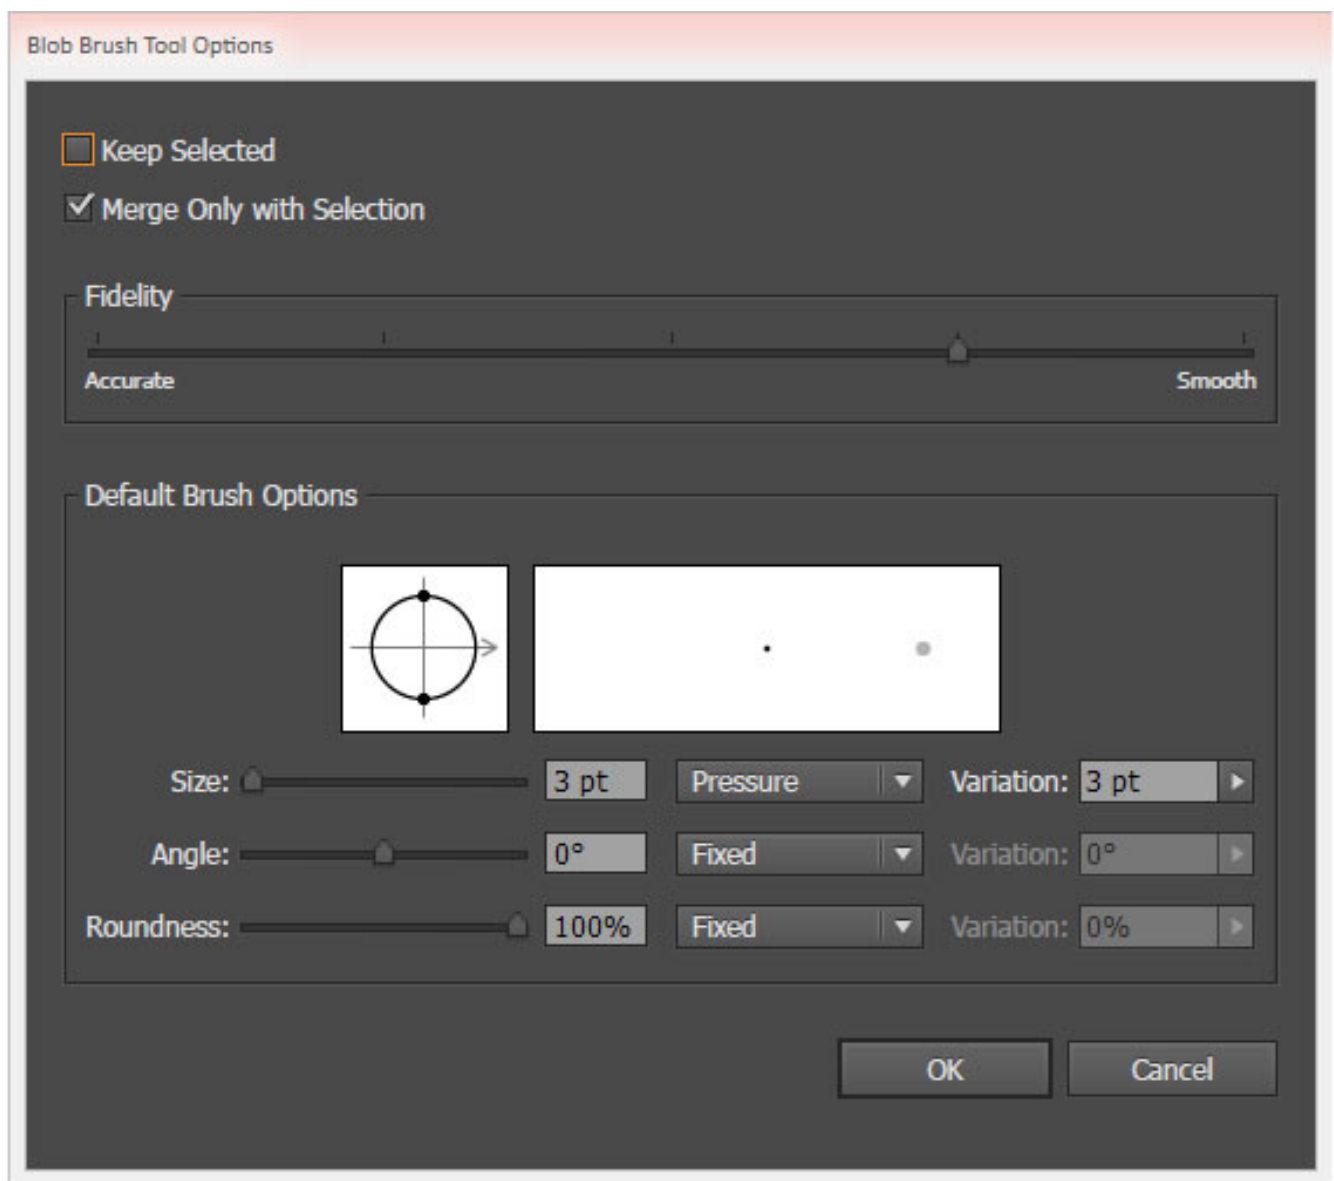 Blob Brush Tool Options
Keep Selected
Merge Only with Selection
Fidelity
Accurate Smooth
Default Brush Options
Size: 3 pt Pressure Variation: 3 pt
Angle: 0° Fixed Variation: 0°
Roundness: 100% Fixed Variation: 0%
OK Cancel